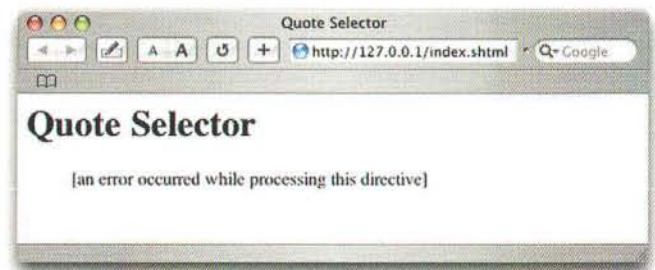 Quote Selector
A A + http://127.0.0.1/index.shtml Q Google
Quote Selector
[an error occurred while processing this directive]